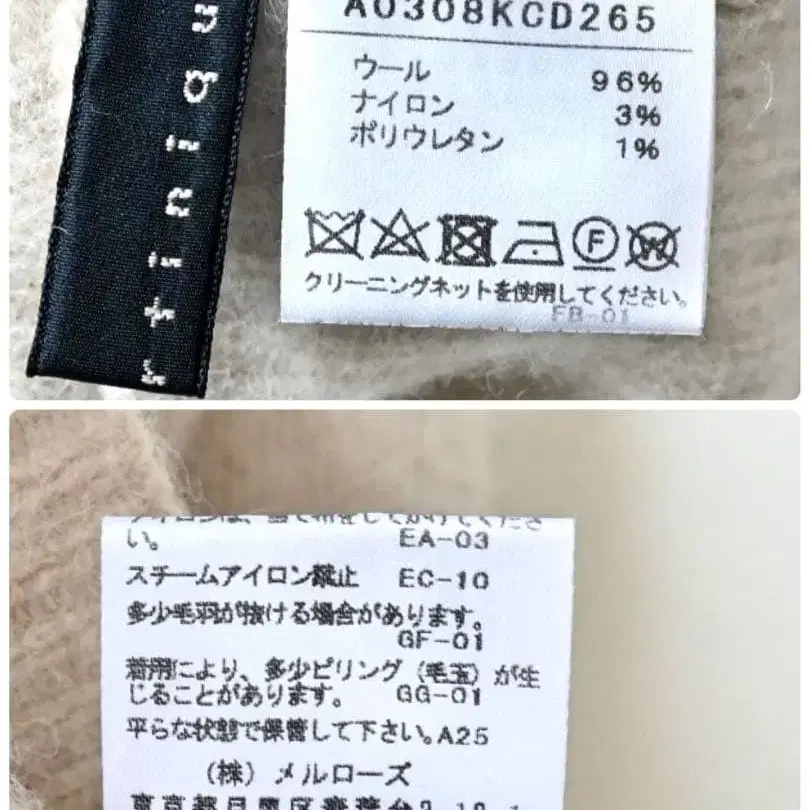 nginity
A0308KCD265
ウール 96%
ナイロン 3%
ポリウレタン 1%
F W
クリーニングネットを使用してください。
FB-01
い。 EA-03
スチームアイロン禁止 EC-10
多少毛羽が抜ける場合があります。
GF-01
着用により、多少ピリング(毛玉)が生
じることがあります。 GG-01
平らな状態で保管して下さい。A25
(株)メルローズ